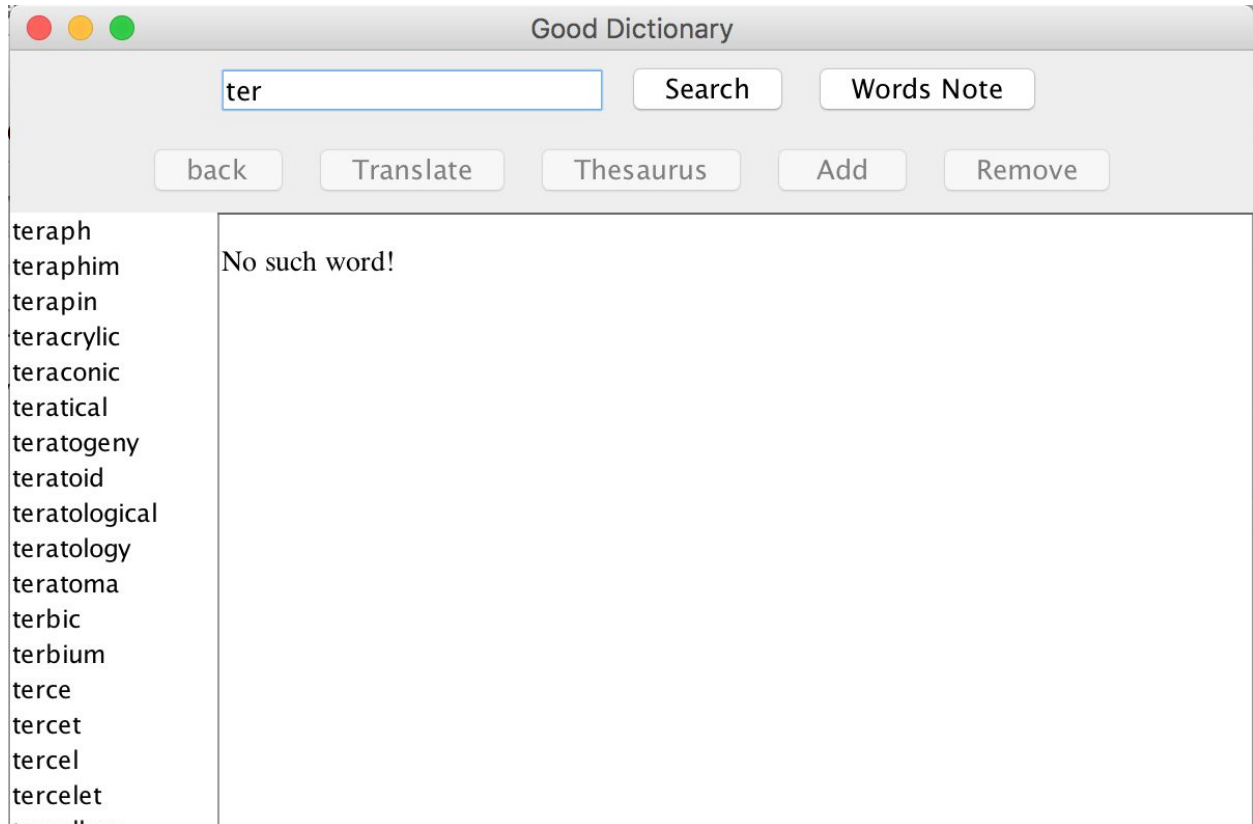 Good Dictionary
ter
Search
Words Note
back
Translate
Thesaurus
Add
Remove
teraph
teraphim
terapin
teracrylic
teraconic
teratical
teratogeny
teratoid
teratological
teratology
teratoma
terbic
terbium
terce
tercet
tercel
tercelet
No such word!